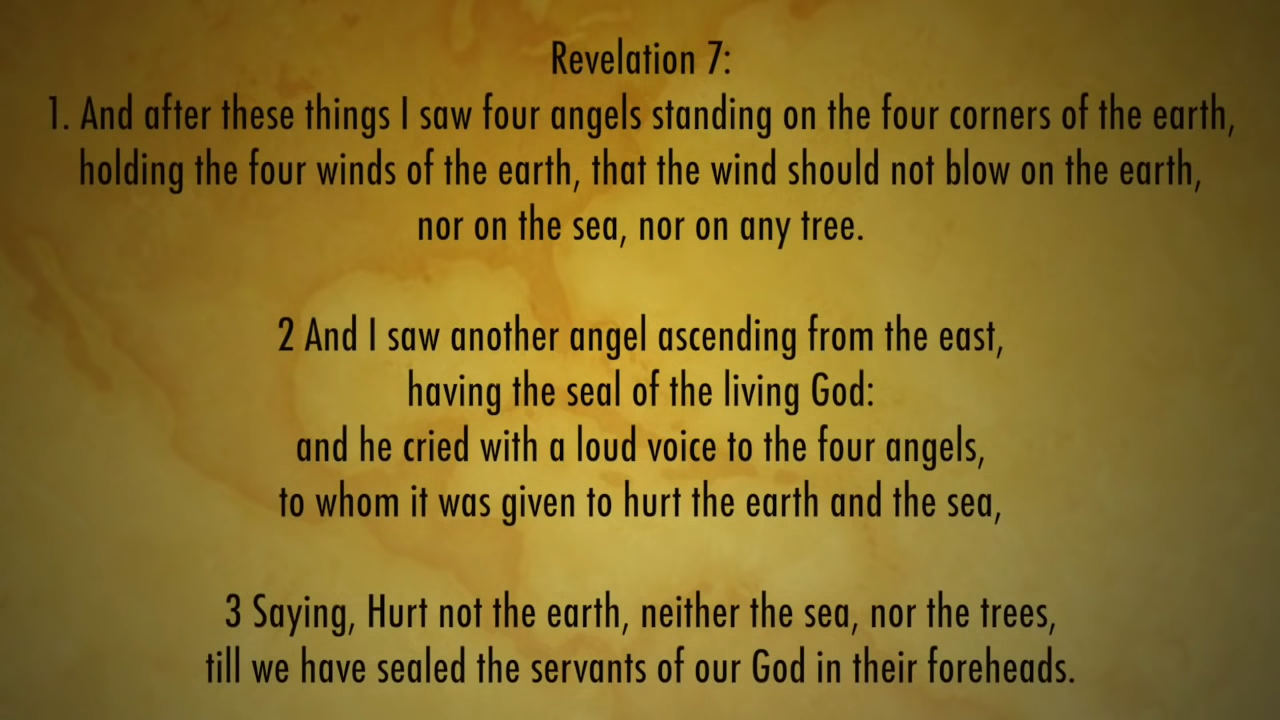 Revelation 7:
1. And after these things I saw four angels standing on the four corners of the earth,
holding the four winds of the earth, that the wind should not blow on the earth,
nor on the sea, nor on any tree.
2 And I saw another angel ascending from the east,
having the seal of the living God:
and he cried with a loud voice to the four angels,
to whom it was given to hurt the earth and the sea,
3 Saying, Hurt not the earth, neither the sea, nor the trees,
till we have sealed the servants of our God in their foreheads.